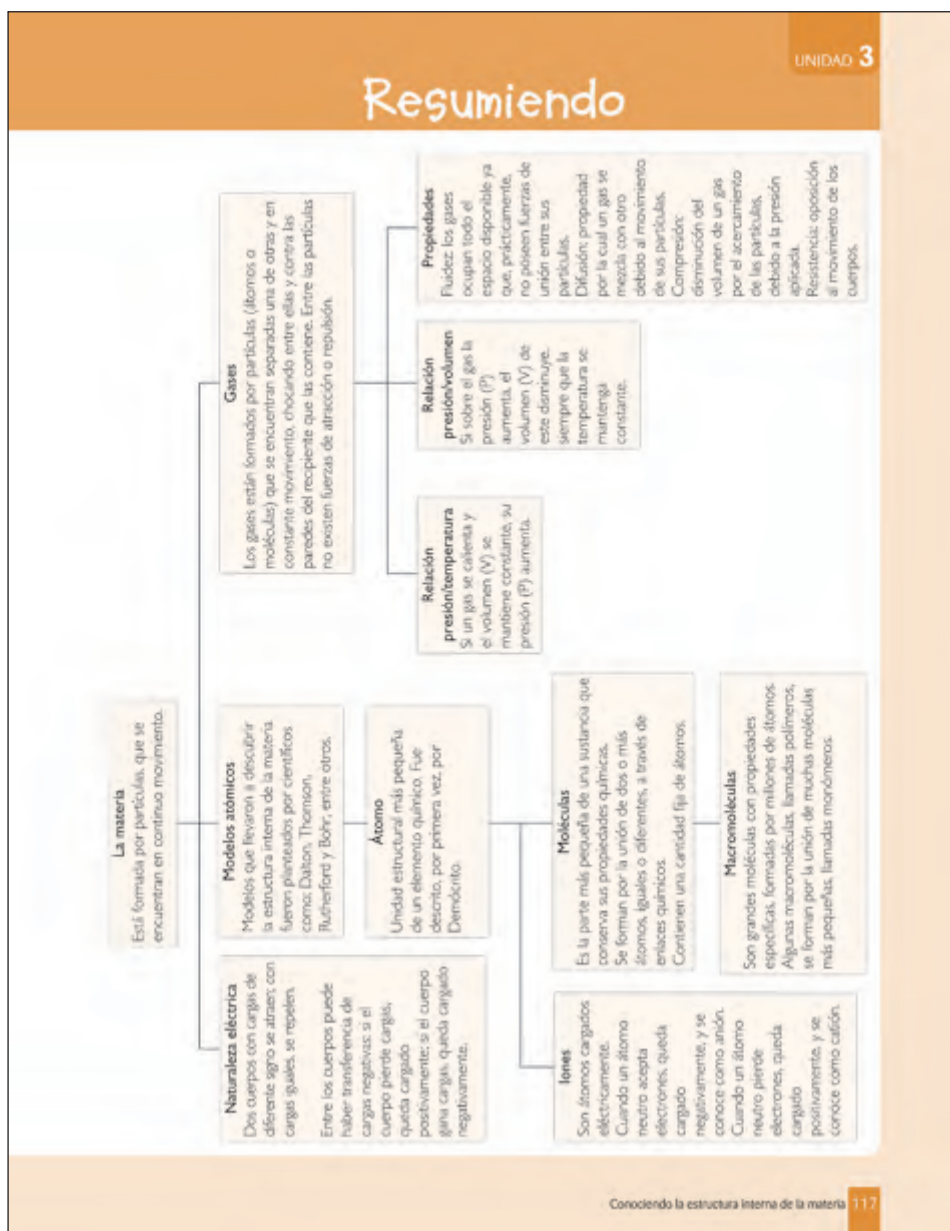 UNIDAD 3
Resumiendo
La materia
Está formada por partículas, que se
encuentran en continuo movimiento.
Naturaleza eléctrica
Dos cuerpos con cargas de
diferente signo se atraen; con
cargas iguales, se repelen.
Entre los cuerpos puede
haber transferencia de
cargas negativas: si el
cuerpo pierde cargas,
queda cargado
positivamente; si el cuerpo
gana cargas, queda cargado
negativamente.
Modelos atómicos
Modelos que llevaron a descubrir
la estructura interna de la materia
fueron planteados por científicos
como: Dalton, Thomson,
Rutherford y Bohr, entre otros.
Átomo
Unidad estructural más pequeña
de un elemento químico. Fue
descrito, por primera vez, por
Demócrito.
Iones
Son átomos cargados
eléctricamente.
Cuando un átomo
neutro acepta
electrones, queda
cargado
negativamente, y se
conoce como anión.
Cuando un átomo
neutro pierde
electrones, queda
cargado
positivamente, y se
conoce como catión.
Moléculas
Es la parte más pequeña de una sustancia que
conserva sus propiedades químicas.
Se forman por la unión de dos o más
átomos, iguales o diferentes, a través de
enlaces químicos.
Contienen una cantidad fija de átomos.
Macromoléculas
Son grandes moléculas con propiedades
específicas, formadas por millones de átomos.
Algunas macromoléculas, llamadas polímeros,
se forman por la unión de muchas moléculas
más pequeñas, llamadas monómeros.
Gases
Los gases están formados por partículas (átomos o
moléculas) que se encuentran separadas una de otras y en
constante movimiento, chocando entre ellas y contra las
paredes del recipiente que las contiene. Entre las partículas
no existen fuerzas de atracción o repulsión.
Relación
presión/temperatura
Si un gas se calienta y
el volumen (V) se
mantiene constante, su
presión (P) aumenta.
Relación
presión/volumen
Si sobre el gas la
presión (P)
aumenta, el
volumen (V) de
este disminuye,
siempre que la
temperatura se
mantenga
constante.
Propiedades
Fluidez: los gases
ocupan todo el
espacio disponible ya
que, prácticamente,
no poseen fuerzas de
unión entre sus
partículas.
Difusión: propiedad
por la cual un gas se
mezcla con otro
debido al movimiento
de sus partículas.
Compresión:
disminución del
volumen de un gas
por el acercamiento
de las partículas,
debido a la presión
aplicada.
Resistencia: oposición
al movimiento de los
cuerpos.
Conociendo la estructura interna de la materia 117